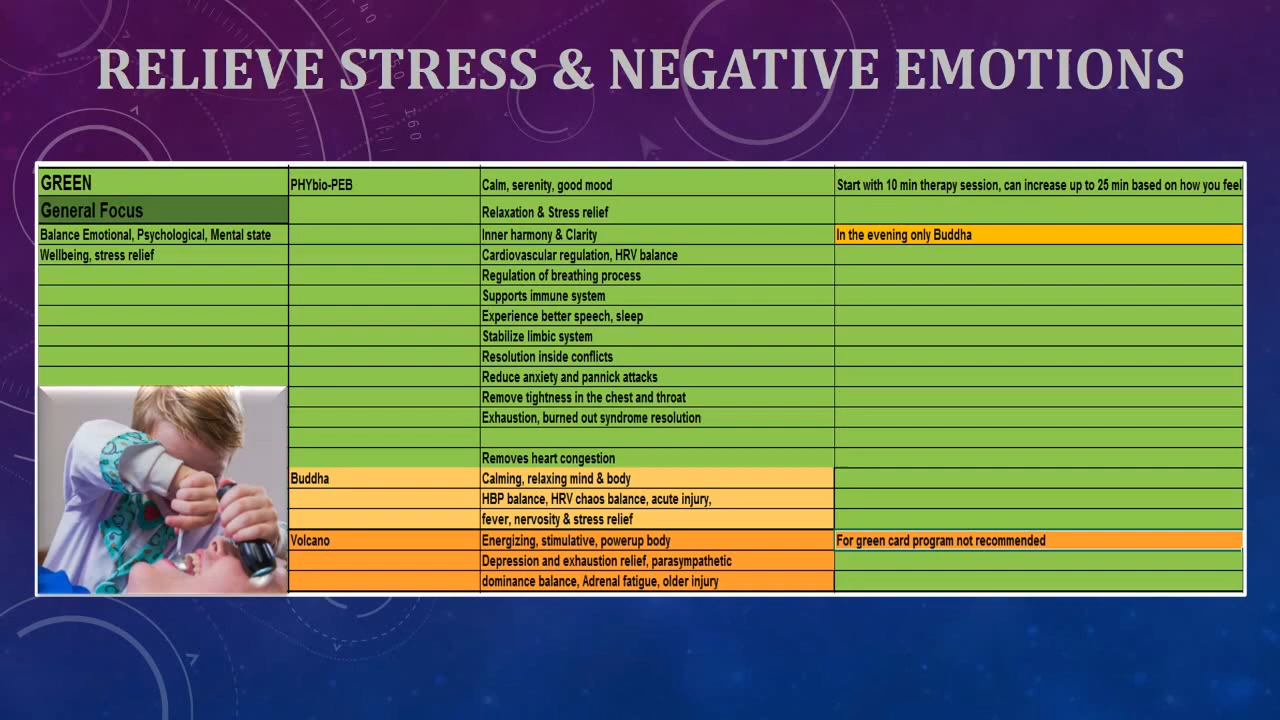 RELIEVE STRESS & NEGATIVE EMOTIONS
GREEN PHYbio-PEB Calm, serenity, good mood Start with 10 min therapy session, can increase up to 25 min based on how you feel
General Focus Relaxation & Stress relief
Balance Emotional, Psychological, Mental state Inner harmony & Clarity In the evening only Buddha
Wellbeing, stress relief Cardiovascular regulation, HRV balance
Regulation of breathing process
Supports immune system
Experience better speech, sleep
Stabilize limbic system
Resolution inside conflicts
Reduce anxiety and pannick attacks
Remove tightness in the chest and throat
Exhaustion, burned out syndrome resolution
Removes heart congestion
Buddha Calming, relaxing mind & body
HBP balance, HRV chaos balance, acute injury,
fever, nervosity & stress relief
Volcano Energizing, stimulative, powerup body For green card program not recommended
Depression and exhaustion relief, parasympathetic
dominance balance, Adrenal fatigue, older injury
160